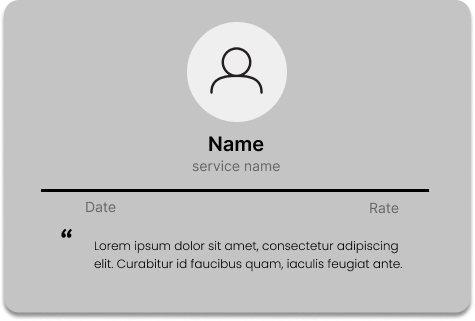 Name
service name
Date Rate
“
Lorem ipsum dolor sit amet, consectetur adipiscing
elit. Curabitur id faucibus quam, iaculis feugiat ante.